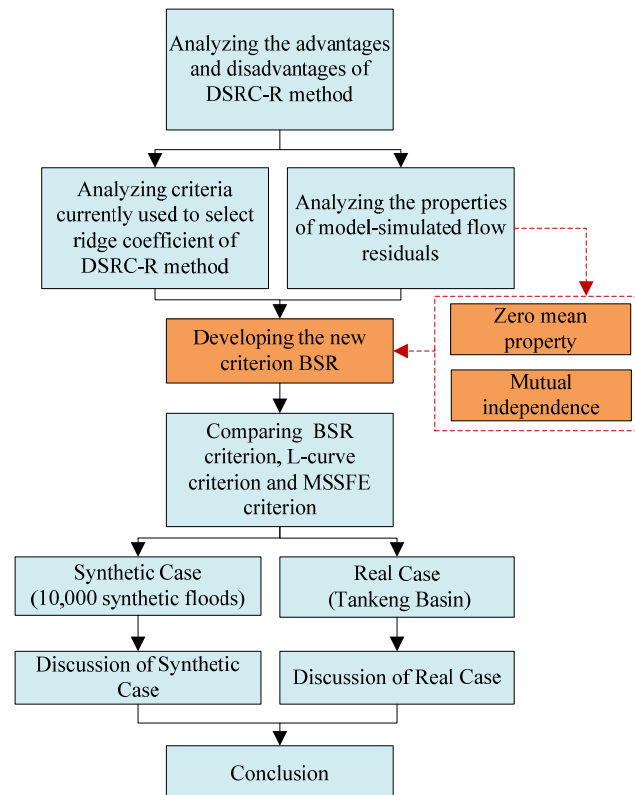 Analyzing the advantages
and disadvantages of
DSRC-R method
Analyzing criteria
currently used to select
ridge coefficient of
DSRC-R method
Analyzing the properties
of model-simulated flow
residuals
Zero mean
property
Developing the new
criterion BSR
Mutual
independence
Comparing BSR
criterion, L-curve
criterion and MSSFE
criterion
Synthetic Case
(10,000 synthetic floods)
Real Case
(Tankeng Basin)
Discussion of Synthetic
Case
Discussion of Real Case
Conclusion